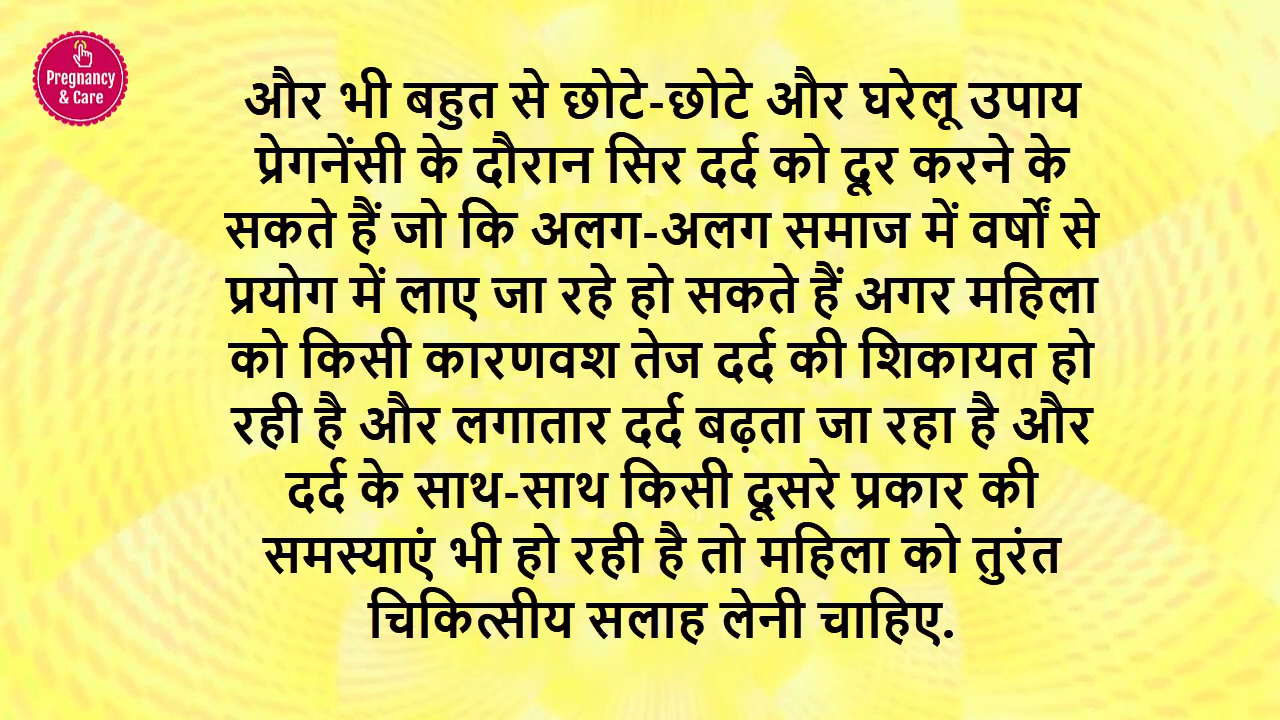 Pregnancy
& Care
और भी बहुत से छोटे-छोटे और घरेलू उपाय
प्रेगनेंसी के दौरान सिर दर्द को दूर करने के
सकते हैं जो कि अलग-अलग समाज में वर्षों से
प्रयोग में लाए जा रहे हो सकते हैं अगर महिला
को किसी कारणवश तेज दर्द की शिकायत हो
रही है और लगातार दर्द बढ़ता जा रहा है और
दर्द के साथ-साथ किसी दूसरे प्रकार की
समस्याएं भी हो रही है तो महिला को तुरंत
चिकित्सीय सलाह लेनी चाहिए.